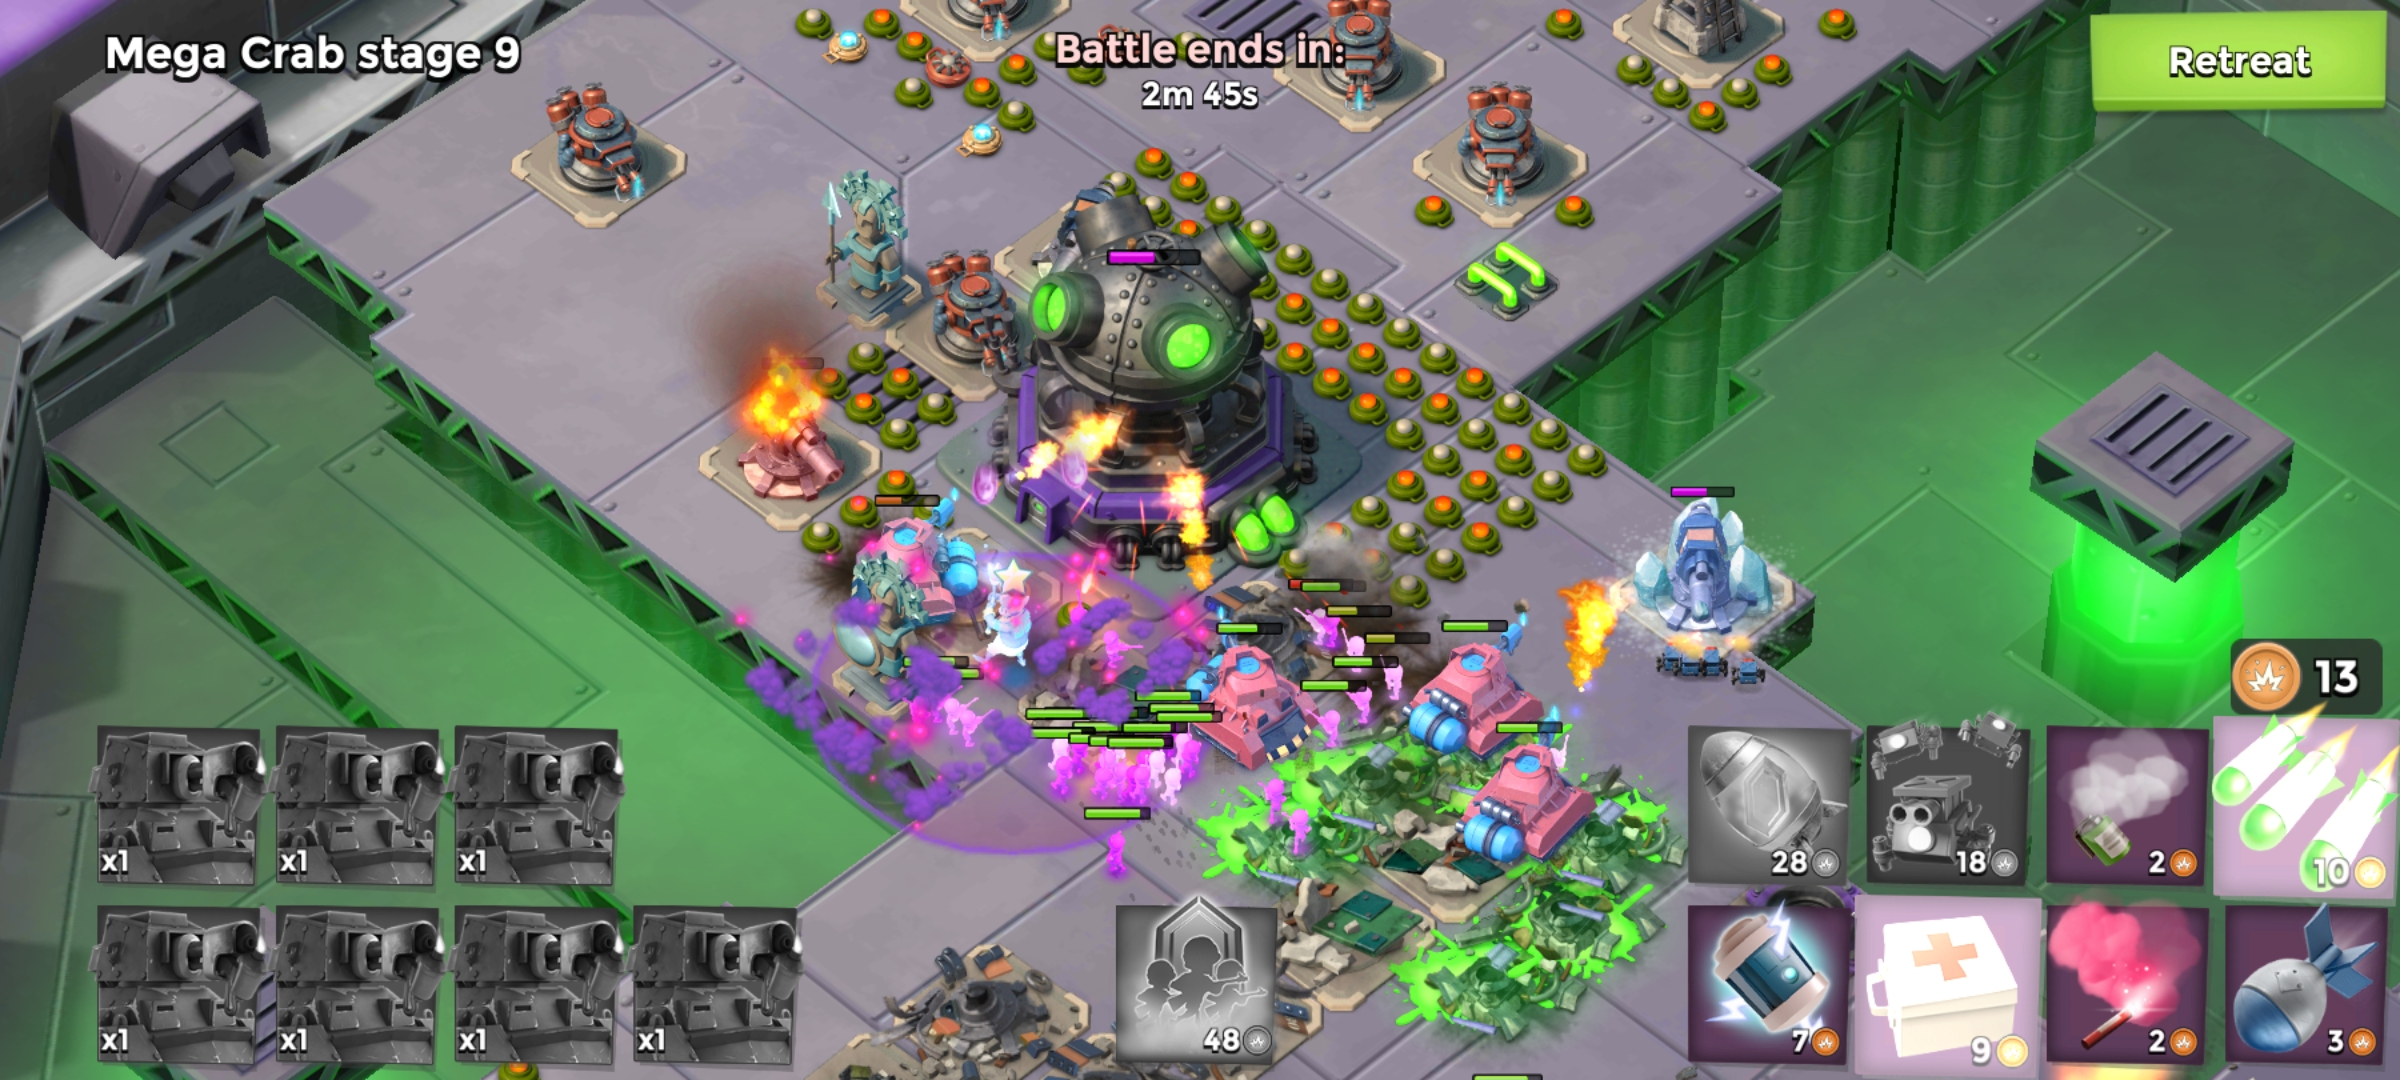 Mega Crab stage 9
Battle ends in:
2m 45s
Retreat
13
x1
x1
x1
28
18
2
10
x1
x1
x1
x1
48
7
9
2
3